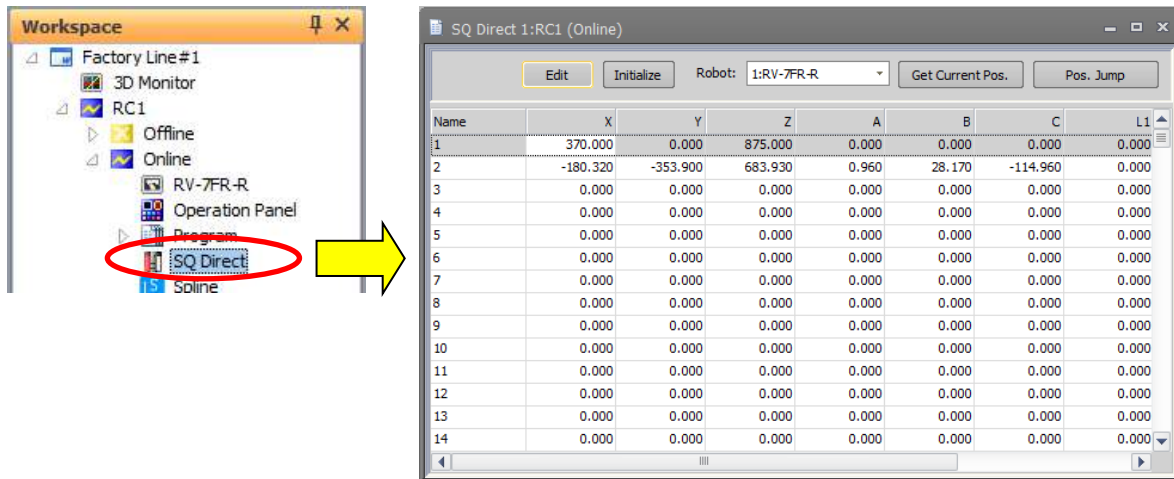 Workspace
Factory Line#1
3D Monitor
RC1
Offline
Online
RV-7FR-R
Operation Panel
Program
SQ Direct
Spline
SQ Direct 1:RC1 (Online)
Edit Initialize Robot: 1:RV-7FR-R Get Current Pos. Pos. Jump
Name X Y Z A B C L1
1 370.000 0.000 875.000 0.000 0.000 0.000 0.000
2 -180.320 -353.900 683.930 0.960 28.170 -114.960 0.000
3 0.000 0.000 0.000 0.000 0.000 0.000 0.000
4 0.000 0.000 0.000 0.000 0.000 0.000 0.000
5 0.000 0.000 0.000 0.000 0.000 0.000 0.000
6 0.000 0.000 0.000 0.000 0.000 0.000 0.000
7 0.000 0.000 0.000 0.000 0.000 0.000 0.000
8 0.000 0.000 0.000 0.000 0.000 0.000 0.000
9 0.000 0.000 0.000 0.000 0.000 0.000 0.000
10 0.000 0.000 0.000 0.000 0.000 0.000 0.000
11 0.000 0.000 0.000 0.000 0.000 0.000 0.000
12 0.000 0.000 0.000 0.000 0.000 0.000 0.000
13 0.000 0.000 0.000 0.000 0.000 0.000 0.000
14 0.000 0.000 0.000 0.000 0.000 0.000 0.000